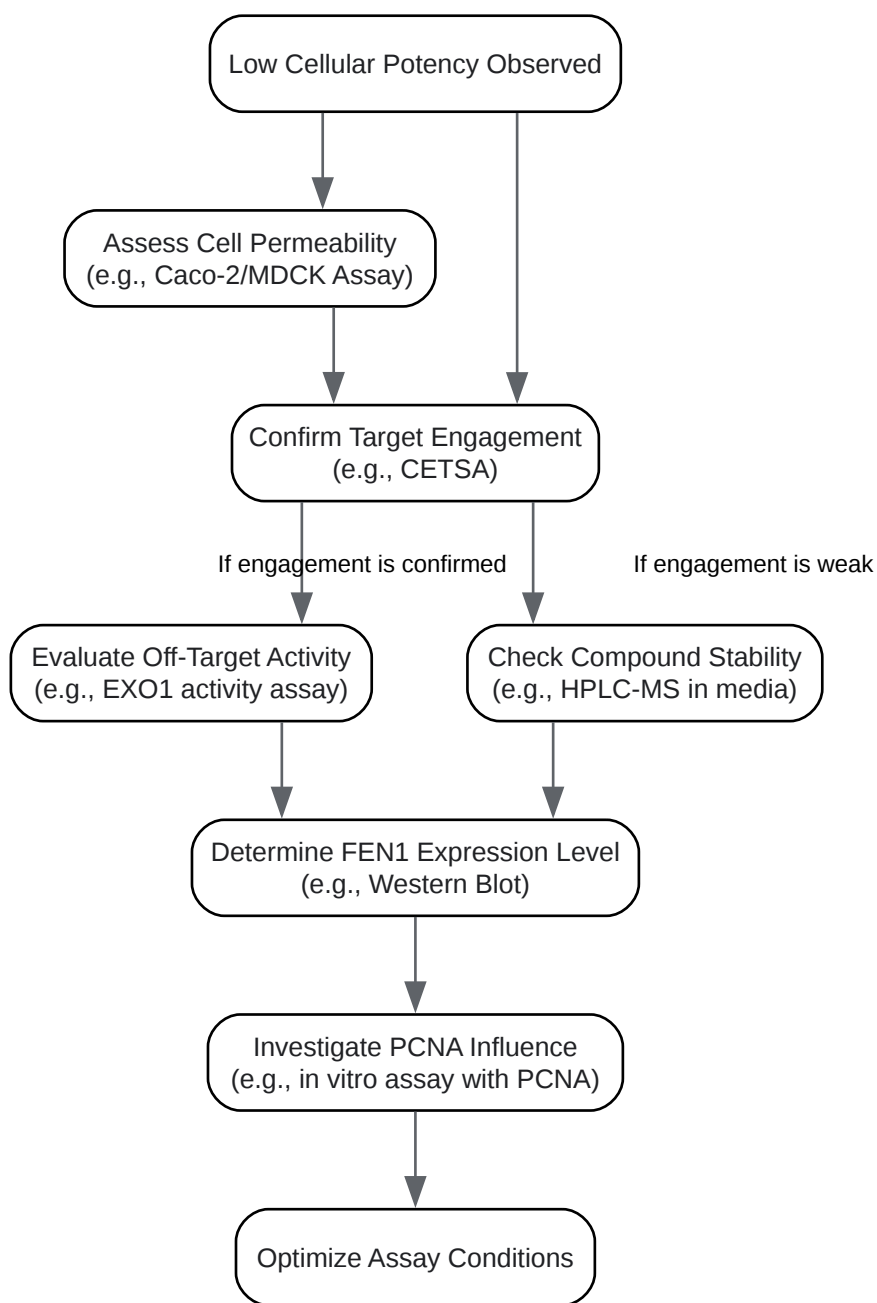 Low Cellular Potency Observed
Assess Cell Permeability
(e.g., Caco-2/MDCK Assay)
Confirm Target Engagement
(e.g., CETSA)
If engagement is confirmed
If engagement is weak
Evaluate Off-Target Activity
(e.g., EXO1 activity assay)
Check Compound Stability
(e.g., HPLC-MS in media)
Determine FEN1 Expression Level
(e.g., Western Blot)
Investigate PCNA Influence
(e.g., in vitro assay with PCNA)
Optimize Assay Conditions